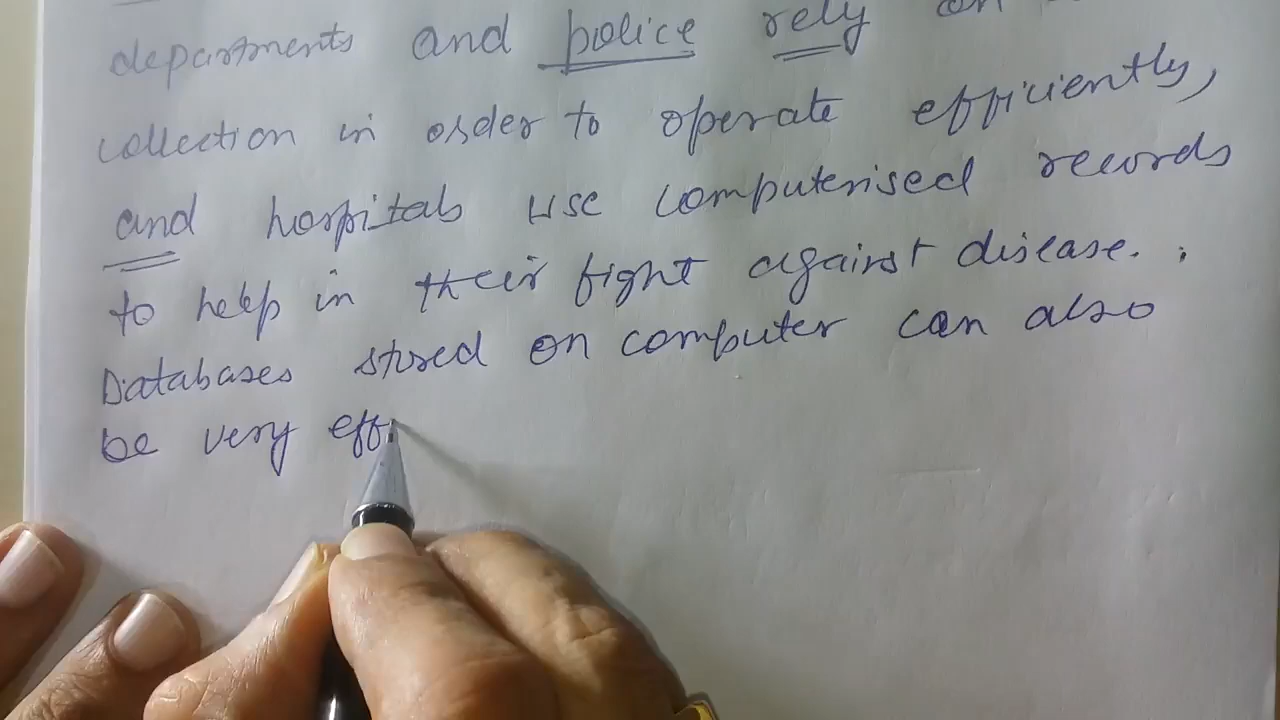 departments and police rely on
collection in order to operate efficiently,
and hospitals use computerised records
to help in their fight against disease.
Databases stored on computer can also
be very eff